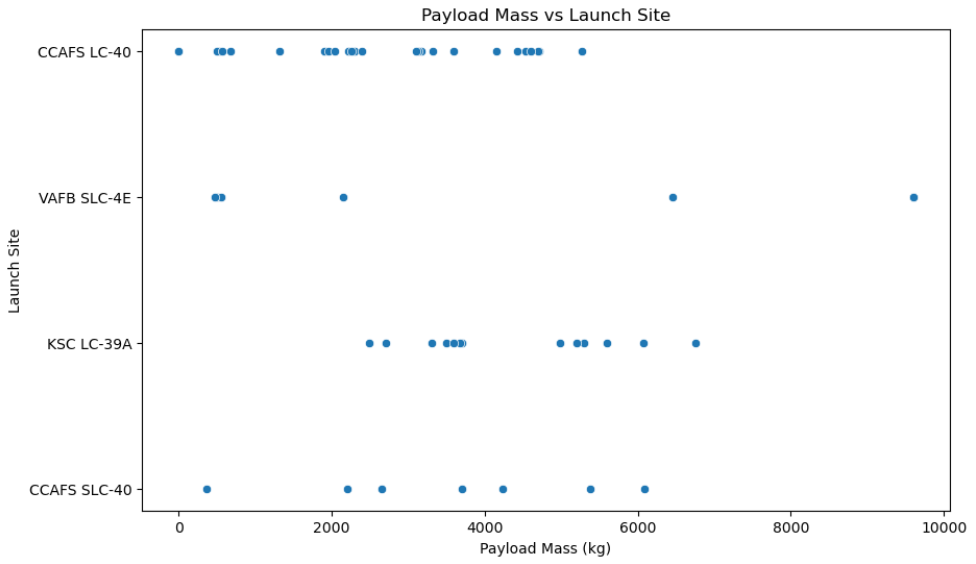 Payload Mass vs Launch Site
CCAFS LC-40
VAFB SLC-4E
KSC LC-39A
CCAFS SLC-40
Launch Site
0 2000 4000 6000 8000 10000
Payload Mass (kg)